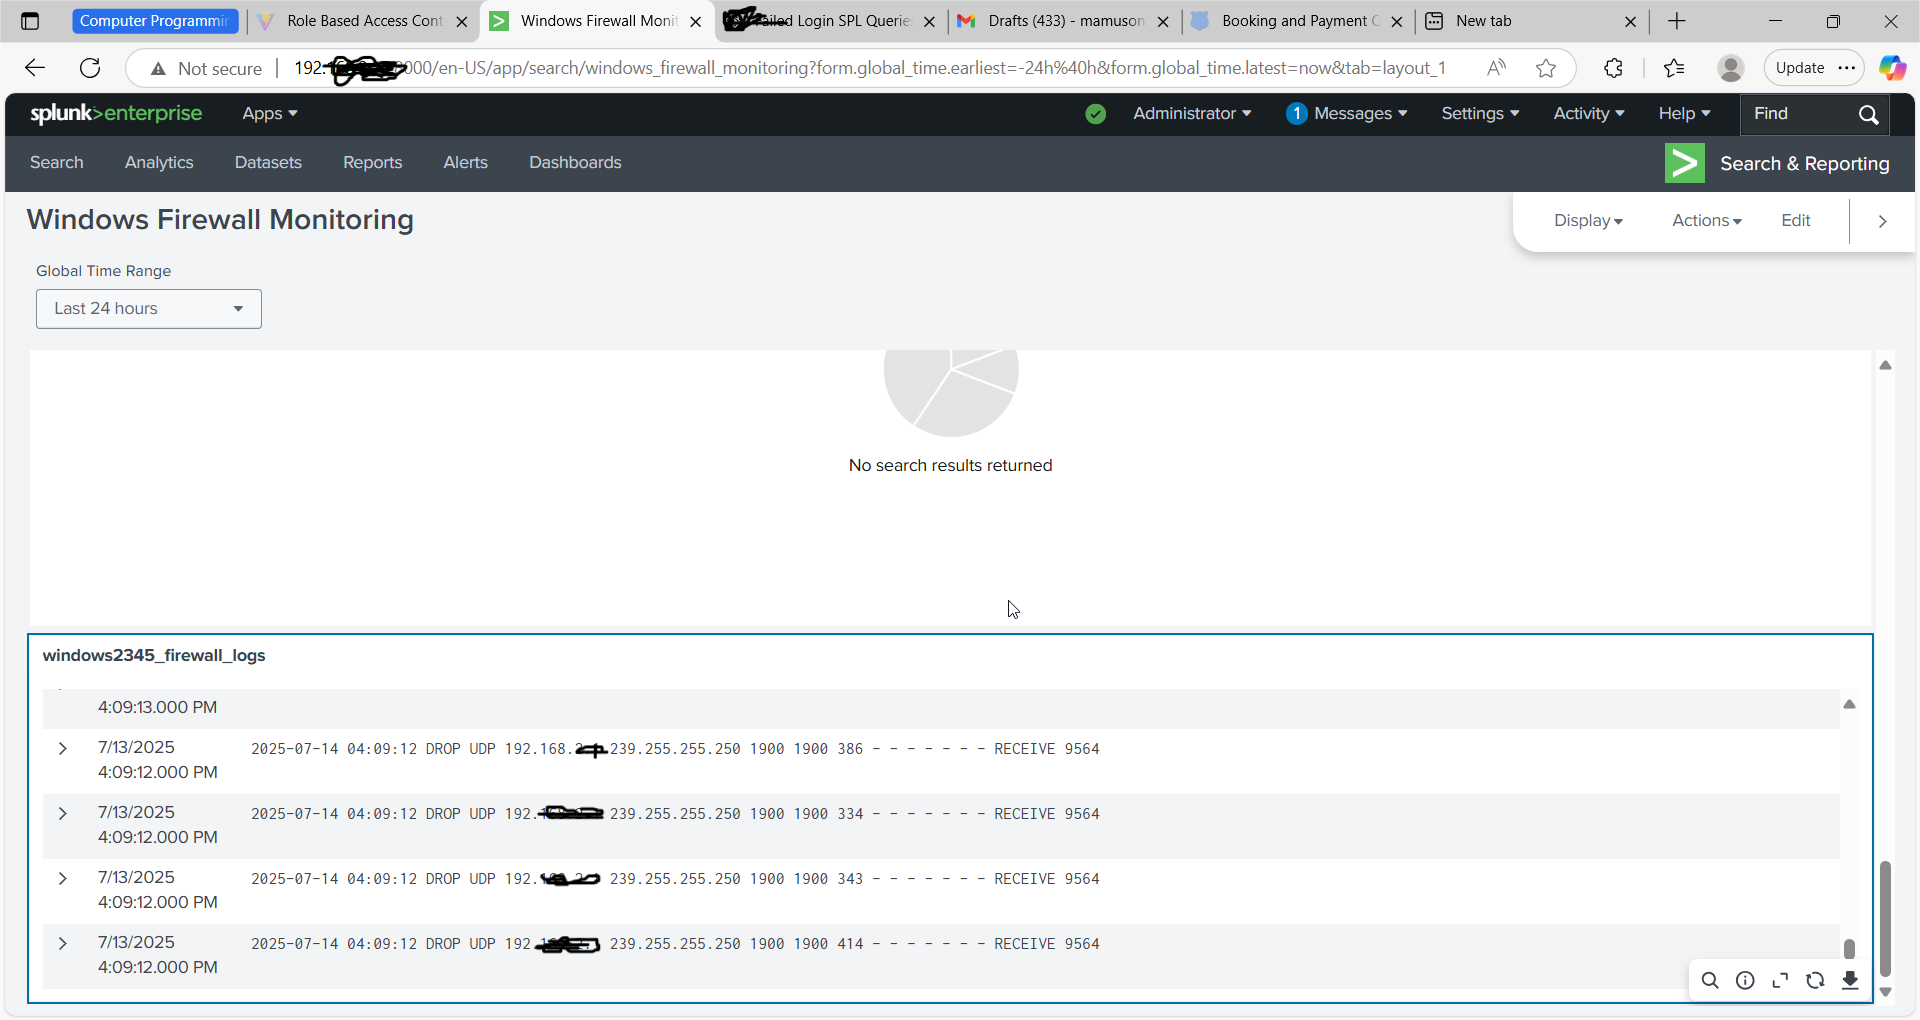 Computer Programmin
Role Based Access Cont
Windows Firewall Monit
Failed Login SPL Querie
Drafts (433) - mamuson
Booking and Payment C
New tab
Not secure
192. 000/en-US/app/search/windows_firewall_monitoring?form.global_time.earliest=-24h%40h&form.global_time.latest=now&tab=layout_1
Update
splunk>enterprise
Apps
Administrator
1 Messages
Settings
Activity
Help
Find
Search
Analytics
Datasets
Reports
Alerts
Dashboards
Search & Reporting
Windows Firewall Monitoring
Display
Actions
Edit
Global Time Range
Last 24 hours
No search results returned
windows2345_firewall_logs
4:09:13.000 PM
7/13/2025
4:09:12.000 PM
2025-07-14 04:09:12 DROP UDP 192.168. 239.255.255.250 1900 1900 386 - - - - - - - RECEIVE 9564
7/13/2025
4:09:12.000 PM
2025-07-14 04:09:12 DROP UDP 192. 239.255.255.250 1900 1900 334 - - - - - - - RECEIVE 9564
7/13/2025
4:09:12.000 PM
2025-07-14 04:09:12 DROP UDP 192. 239.255.255.250 1900 1900 343 - - - - - - - RECEIVE 9564
7/13/2025
4:09:12.000 PM
2025-07-14 04:09:12 DROP UDP 192. 239.255.255.250 1900 1900 414 - - - - - - - RECEIVE 9564